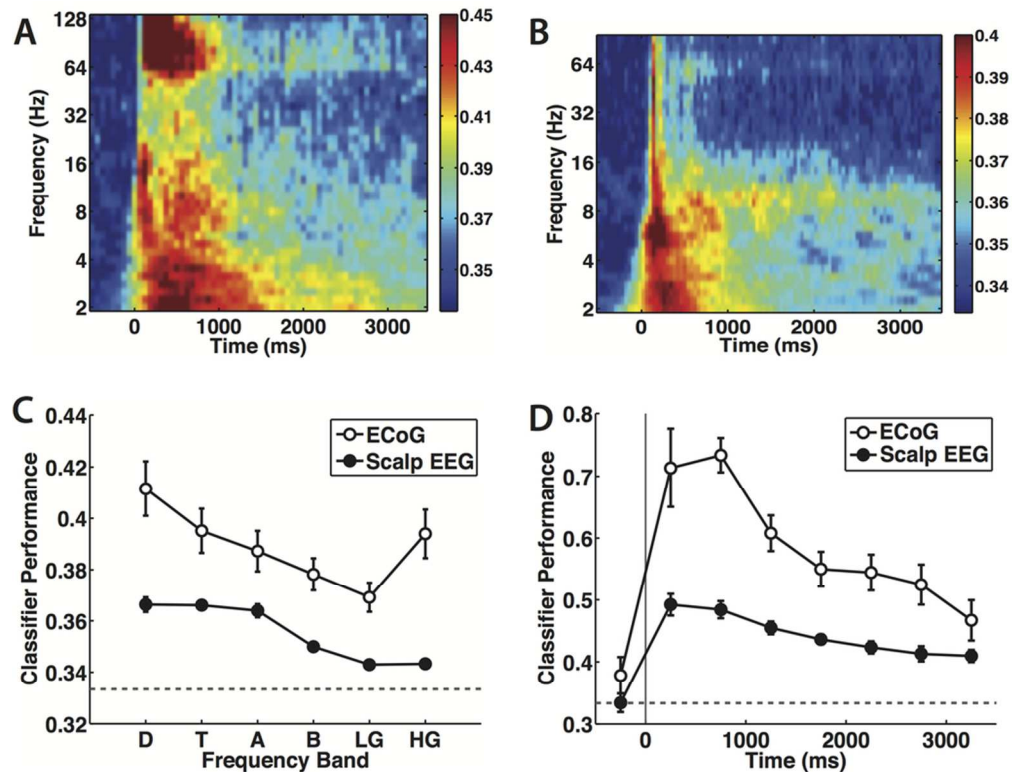 A
Frequency (Hz)
128
64
32
16
8
4
2
0 1000 2000 3000
Time (ms)
0.45
0.43
0.41
0.39
0.37
0.35
B
Frequency (Hz)
64
32
16
8
4
2
0 1000 2000 3000
Time (ms)
0.4
0.39
0.38
0.37
0.36
0.35
0.34
C
Classifier Performance
0.44
0.42
0.4
0.38
0.36
0.34
0.32
ECoG
Scalp EEG
D T A B LG HG
Frequency Band
D
Classifier Performance
0.8
0.7
0.6
0.5
0.4
0.3
ECoG
Scalp EEG
0 1000 2000 3000
Time (ms)